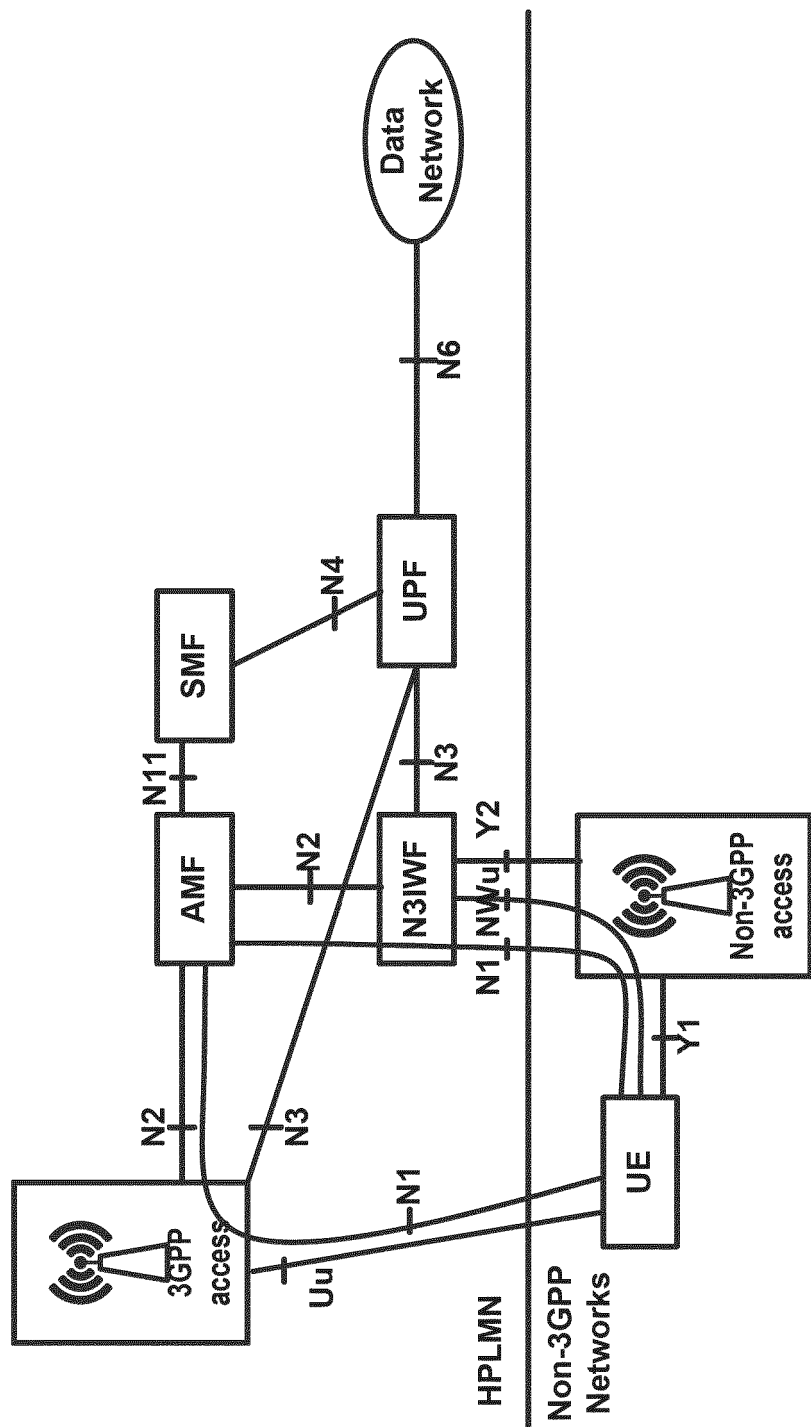 3GPP
access
N2
AMF
N11
SMF
N3
N2
N4
Uu
N1
N3IWF
N3
UPF
N6
Data
Network
HPLMN
N1
NWu
Y2
Non-3GPP
Networks
UE
Y1
Non-3GPP
access